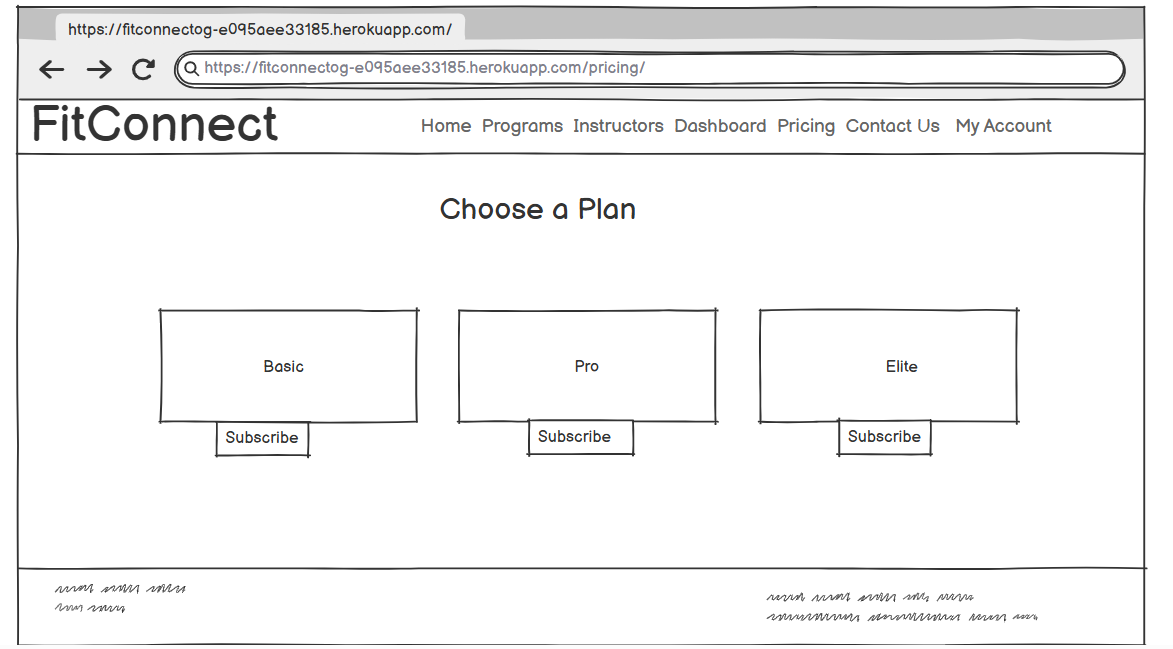 https://fitconnectog-e095aee33185.herokuapp.com/
https://fitconnectog-e095aee33185.herokuapp.com/pricing/
FitConnect
Home Programs Instructors Dashboard Pricing Contact Us My Account
Choose a Plan
Basic
Pro
Elite
Subscribe
Subscribe
Subscribe